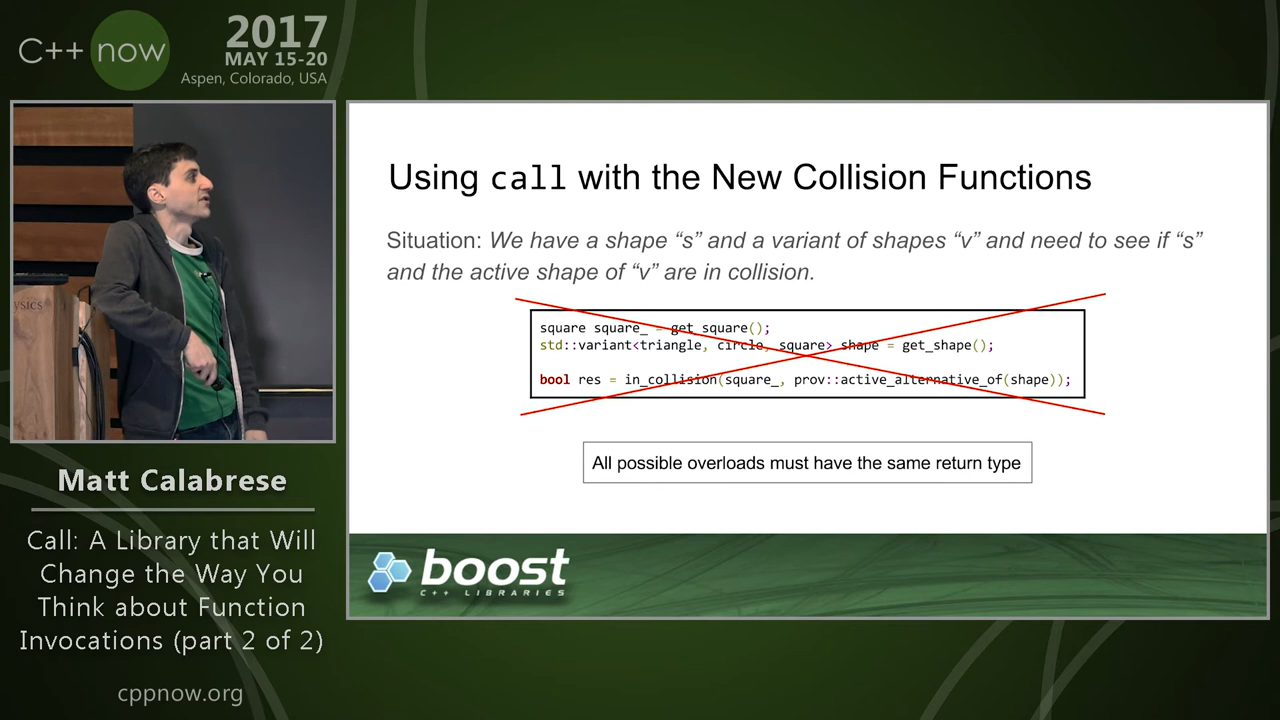 C++ now
2017
MAY 15-20
Aspen, Colorado, USA
Using call with the New Collision Functions
Situation: We have a shape “s” and a variant of shapes “v” and need to see if “s”
and the active shape of “v” are in collision.
square square_ = get_square();
std::variant<triangle, circle, square> shape = get_shape();
bool res = in_collision(square_, prov::active_alternative_of(shape));
All possible overloads must have the same return type
boost
C++ LIBRARIES
Matt Calabrese
Call: A Library that Will
Change the Way You
Think about Function
Invocations (part 2 of 2)
cppnow.org